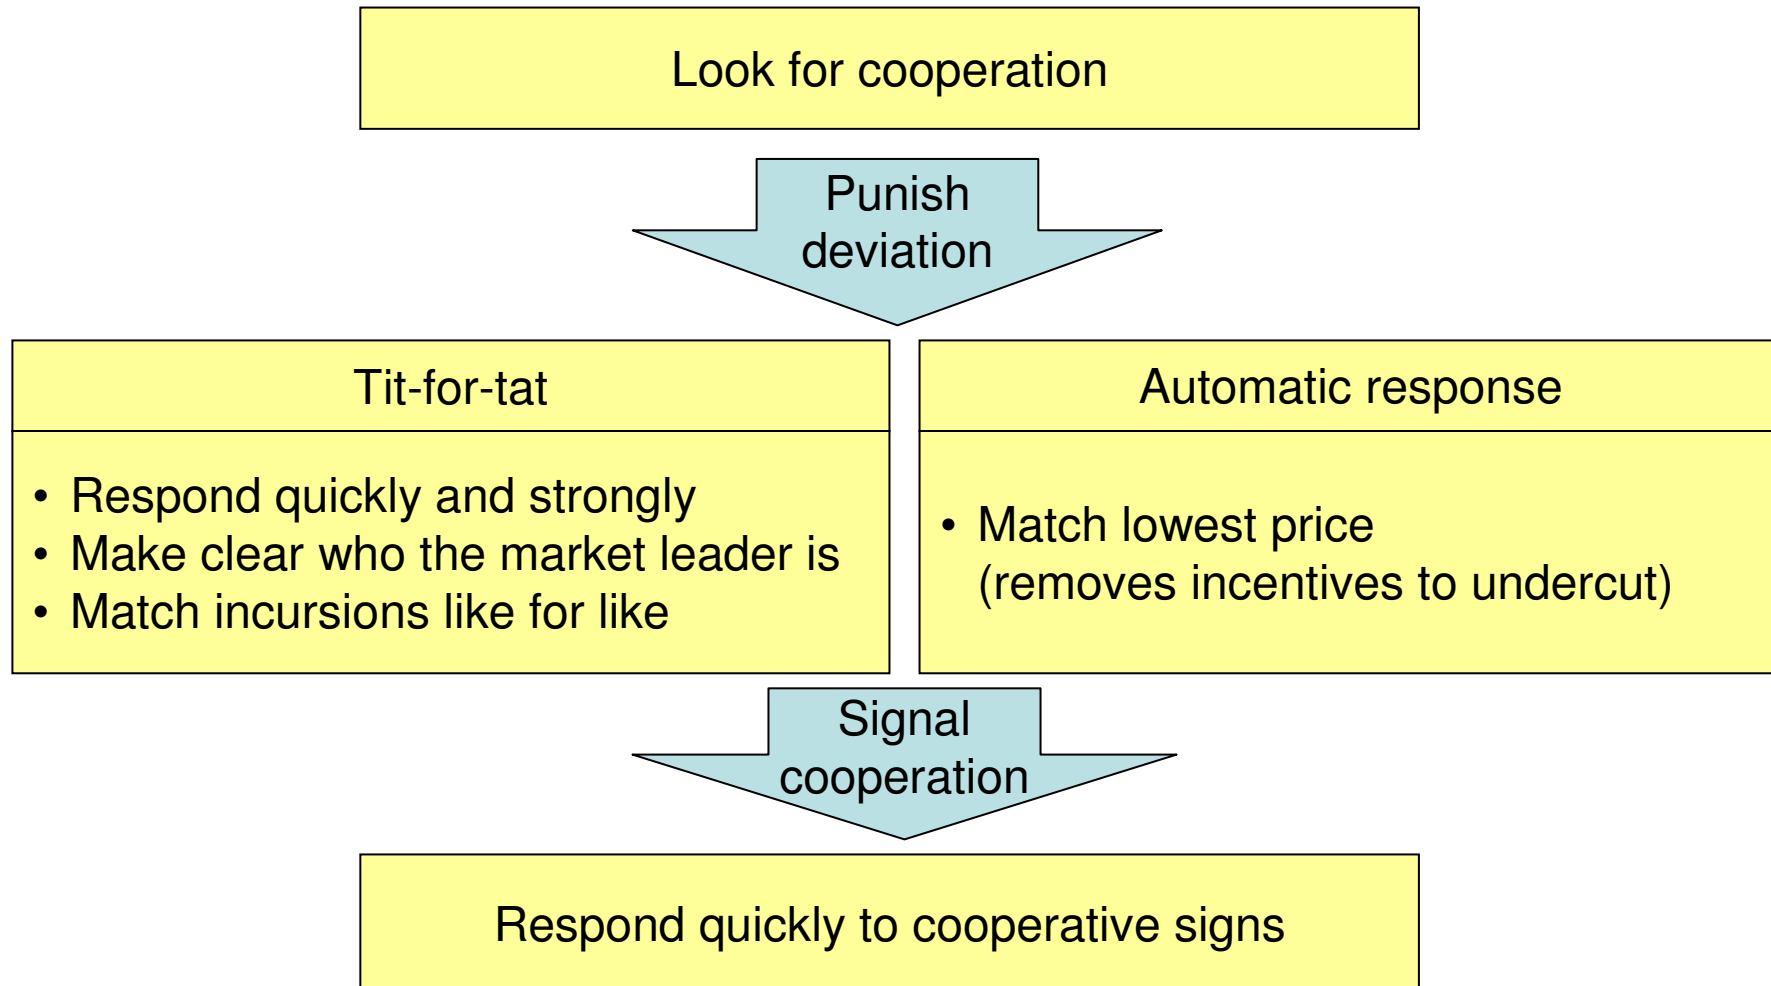 Look for cooperation
Punish
deviation
Tit-for-tat
• Respond quickly and strongly
• Make clear who the market leader is
• Match incursions like for like
Automatic response
• Match lowest price
(removes incentives to undercut)
Signal
cooperation
Respond quickly to cooperative signs